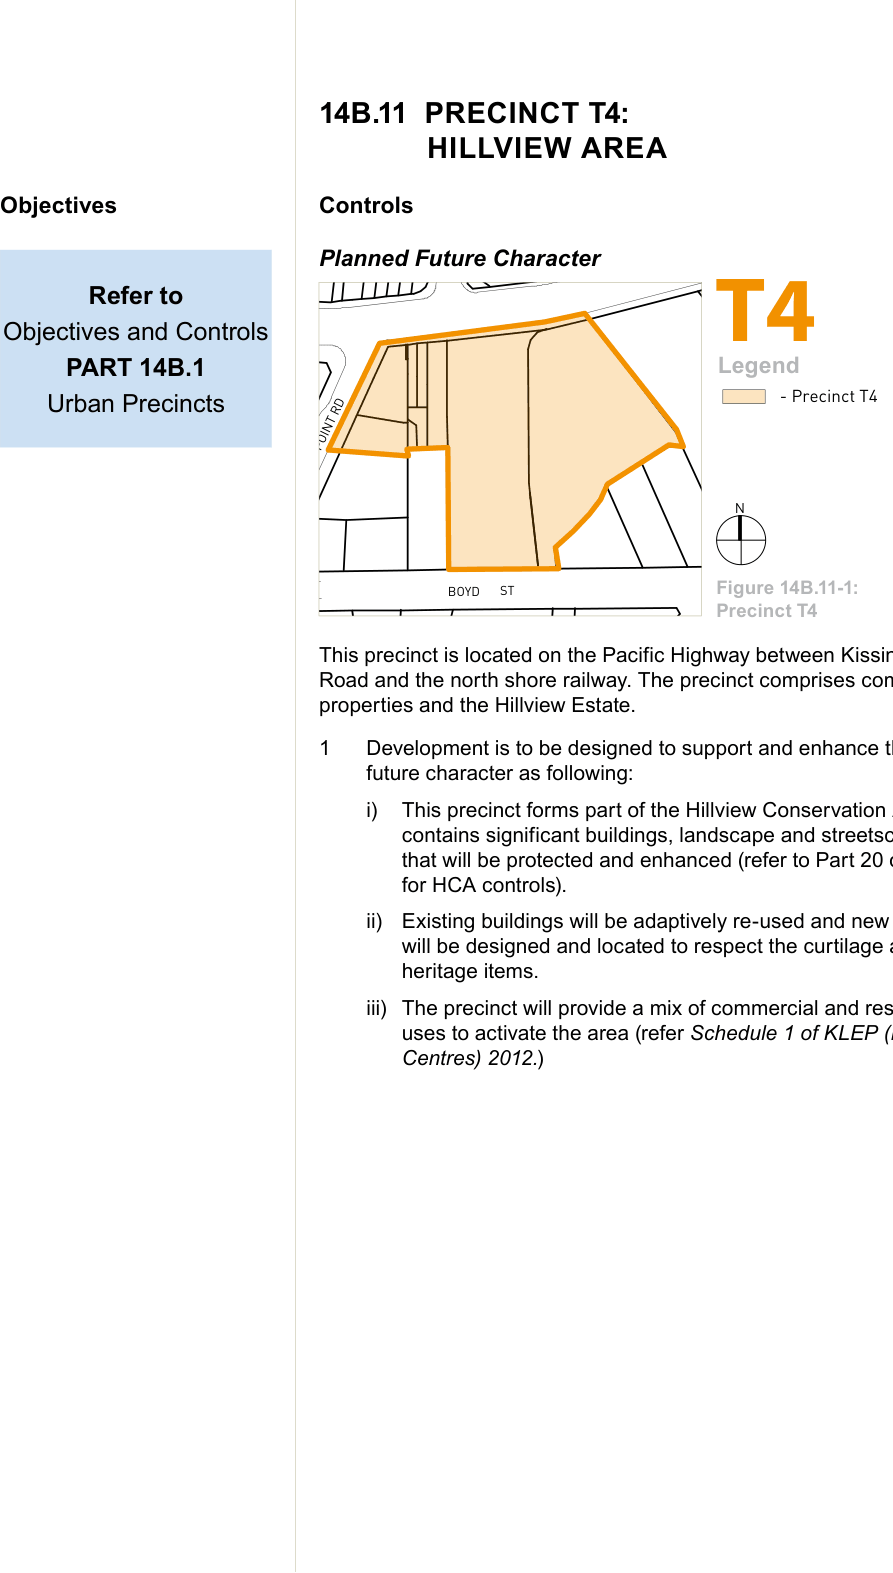 14B.11 PRECINCT T4:
HILLVIEW AREA
Objectives
Controls
Refer to
Objectives and Controls
PART 14B.1
Urban Precincts
Planned Future Character
T4
Legend
- Precinct T4
RD
N
BOYD ST
Figure 14B.11-1:
Precinct T4
This precinct is located on the Pacific Highway between
Road and the north shore railway. The precinct comprises
properties and the Hillview Estate.
1 Development is to be designed to support and enhance
future character as following:
i) This precinct forms part of the Hillview Conservation
contains significant buildings, landscape and
that will be protected and enhanced (refer to Part 20
for HCA controls).
ii) Existing buildings will be adaptively re-used and new
will be designed and located to respect the curtilage
heritage items.
iii) The precinct will provide a mix of commercial and
uses to activate the area (refer Schedule 1 of KLEP
Centres) 2012.)